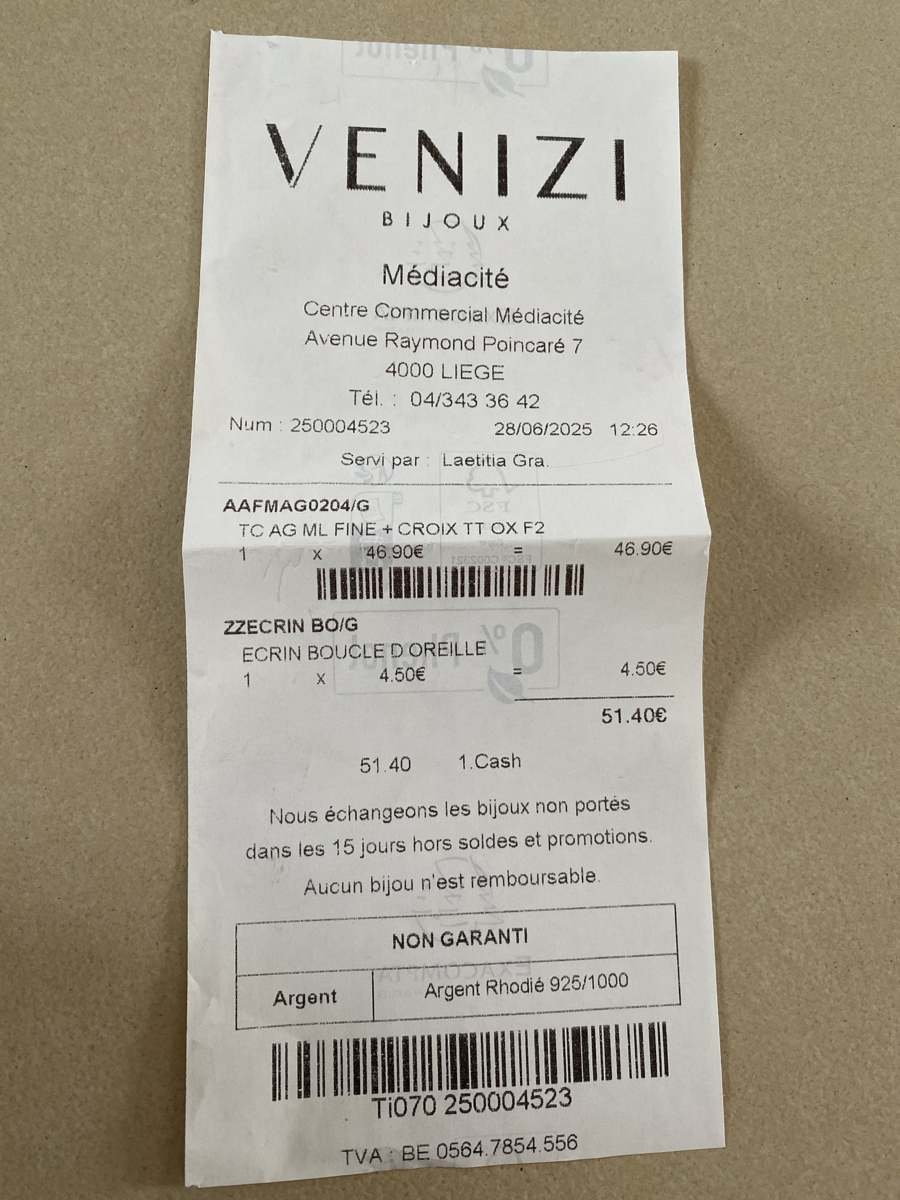 VENIZI
BIJOUX
Médiacité
Centre Commercial Médiacité
Avenue Raymond Poincaré 7
4000 LIEGE
Tél. : 04/343 36 42
Num : 250004523 28/06/2025 12:26
Servi par : Laetitia Gra.
AAFMAG0204/G
TC AG ML FINE + CROIX TT OX F2
1 x 46.90€ = 46.90€
ZZECRIN BO/G
ECRIN BOUCLE D OREILLE
1 x 4.50€ = 4.50€
51.40€
51.40 1.Cash
Nous échangeons les bijoux non portés
dans les 15 jours hors soldes et promotions.
Aucun bijou n'est remboursable.
NON GARANTI
Argent Argent Rhodié 925/1000
Ti070 250004523
TVA : BE 0564.7854.556